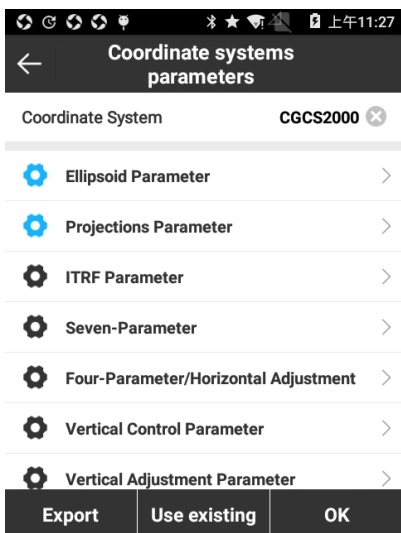 上午11:27
Coordinate systems
parameters
Coordinate System CGCS2000
Ellipsoid Parameter
Projections Parameter
ITRF Parameter
Seven-Parameter
Four-Parameter/Horizontal Adjustment
Vertical Control Parameter
Vertical Adjustment Parameter
Export Use existing OK